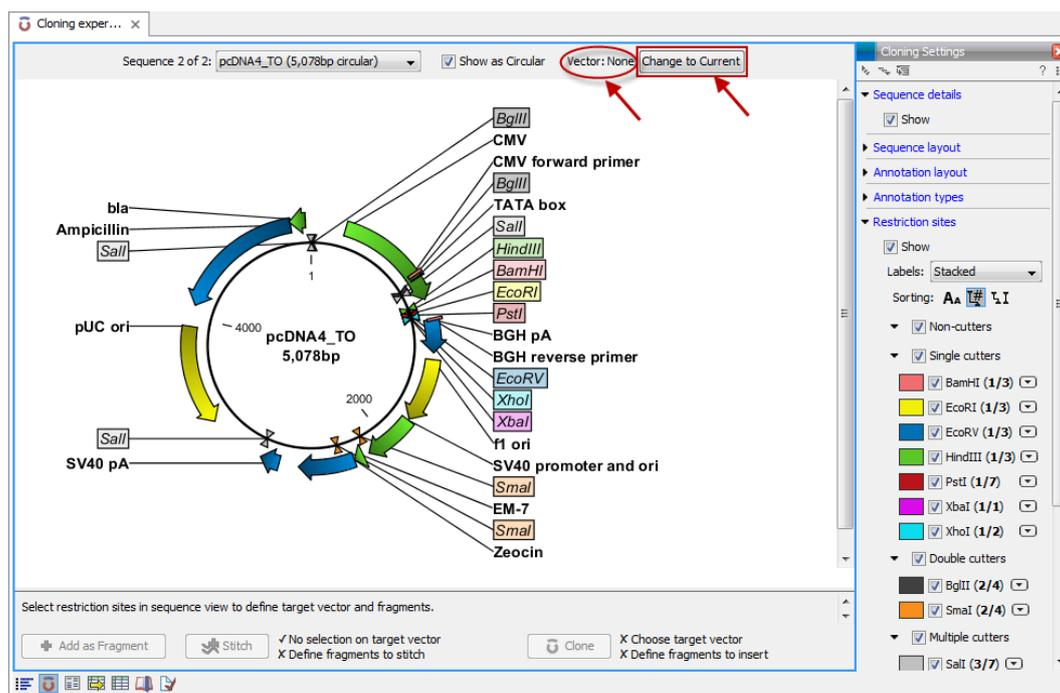 Cloning exper...
Sequence 2 of 2: pcDNA4_TO (5,078bp circular) Show as Circular Vector: None Change to Current
BglII
CMV
CMV forward primer
BglII
TATA box
SalI
HindIII
BamHI
EcoRI
PstI
BGH pA
BGH reverse primer
EcoRV
XhoI
XbaI
f1 ori
SV40 promoter and ori
SmaI
EM-7
SmaI
Zeocin
bla
Ampicillin
SalI
pUC ori
SalI
SV40 pA
1
4000
pcDNA4_TO
5,078bp
2000
Select restriction sites in sequence view to define target vector and fragments.
Add as Fragment
Stitch
✓ No selection on target vector
✗ Define fragments to stitch
Clone
✗ Choose target vector
✗ Define fragments to insert
Cloning Settings
?
Sequence details
Show
Sequence layout
Annotation layout
Annotation types
Restriction sites
Show
Labels: Stacked
Sorting:
Non-cutters
Single cutters
BamHI (1/3)
EcoRI (1/3)
EcoRV (1/3)
HindIII (1/3)
PstI (1/7)
XbaI (1/1)
XhoI (1/2)
Double cutters
BglII (2/4)
SmaI (2/4)
Multiple cutters
SalI (3/7)